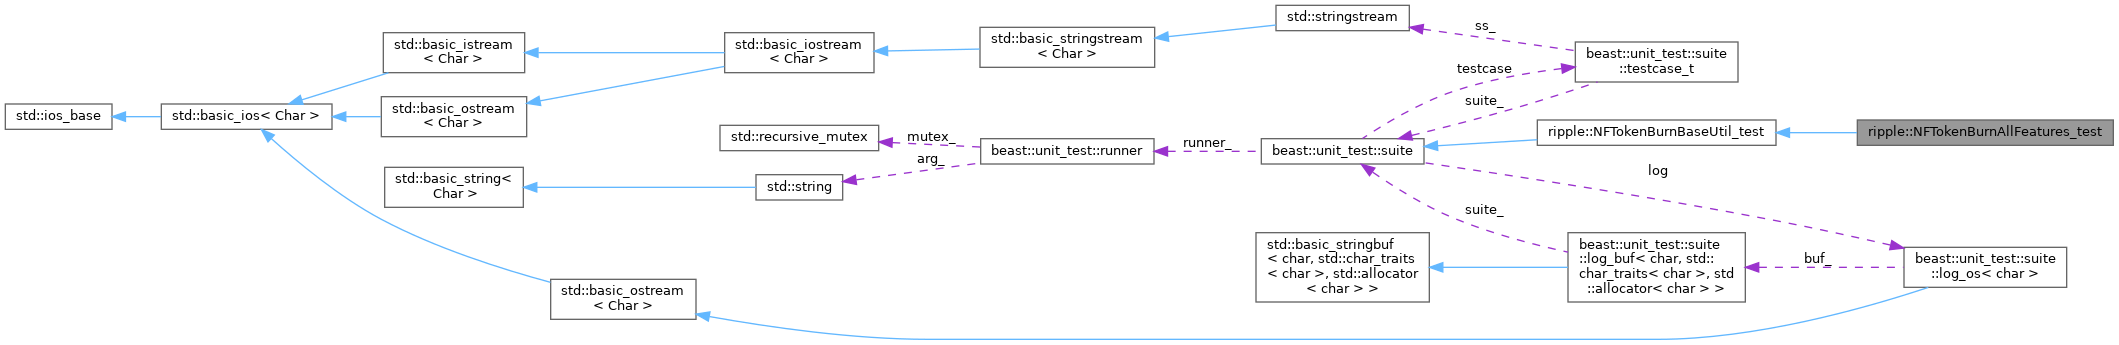 std::stringstream
ss_
std::basic_istream
< Char >
std::basic_iostream
< Char >
std::basic_stringstream
< Char >
beast::unit_test::suite
::testcase_t
testcase
suite_
std::ios_base
std::basic_ios< Char >
std::basic_ostream
< Char >
std::recursive_mutex
mutex_
arg_
beast::unit_test::runner
runner_
beast::unit_test::suite
ripple::NFTokenBurnBaseUtil_test
ripple::NFTokenBurnAllFeatures_test
std::basic_string<
Char >
std::string
log
suite_
std::basic_stringbuf
< char, std::char_traits
< char >, std::allocator
< char > >
beast::unit_test::suite
::log_buf< char, std::
char_traits< char >, std
::allocator< char > >
buf_
beast::unit_test::suite
::log_os< char >
std::basic_ostream
< Char >